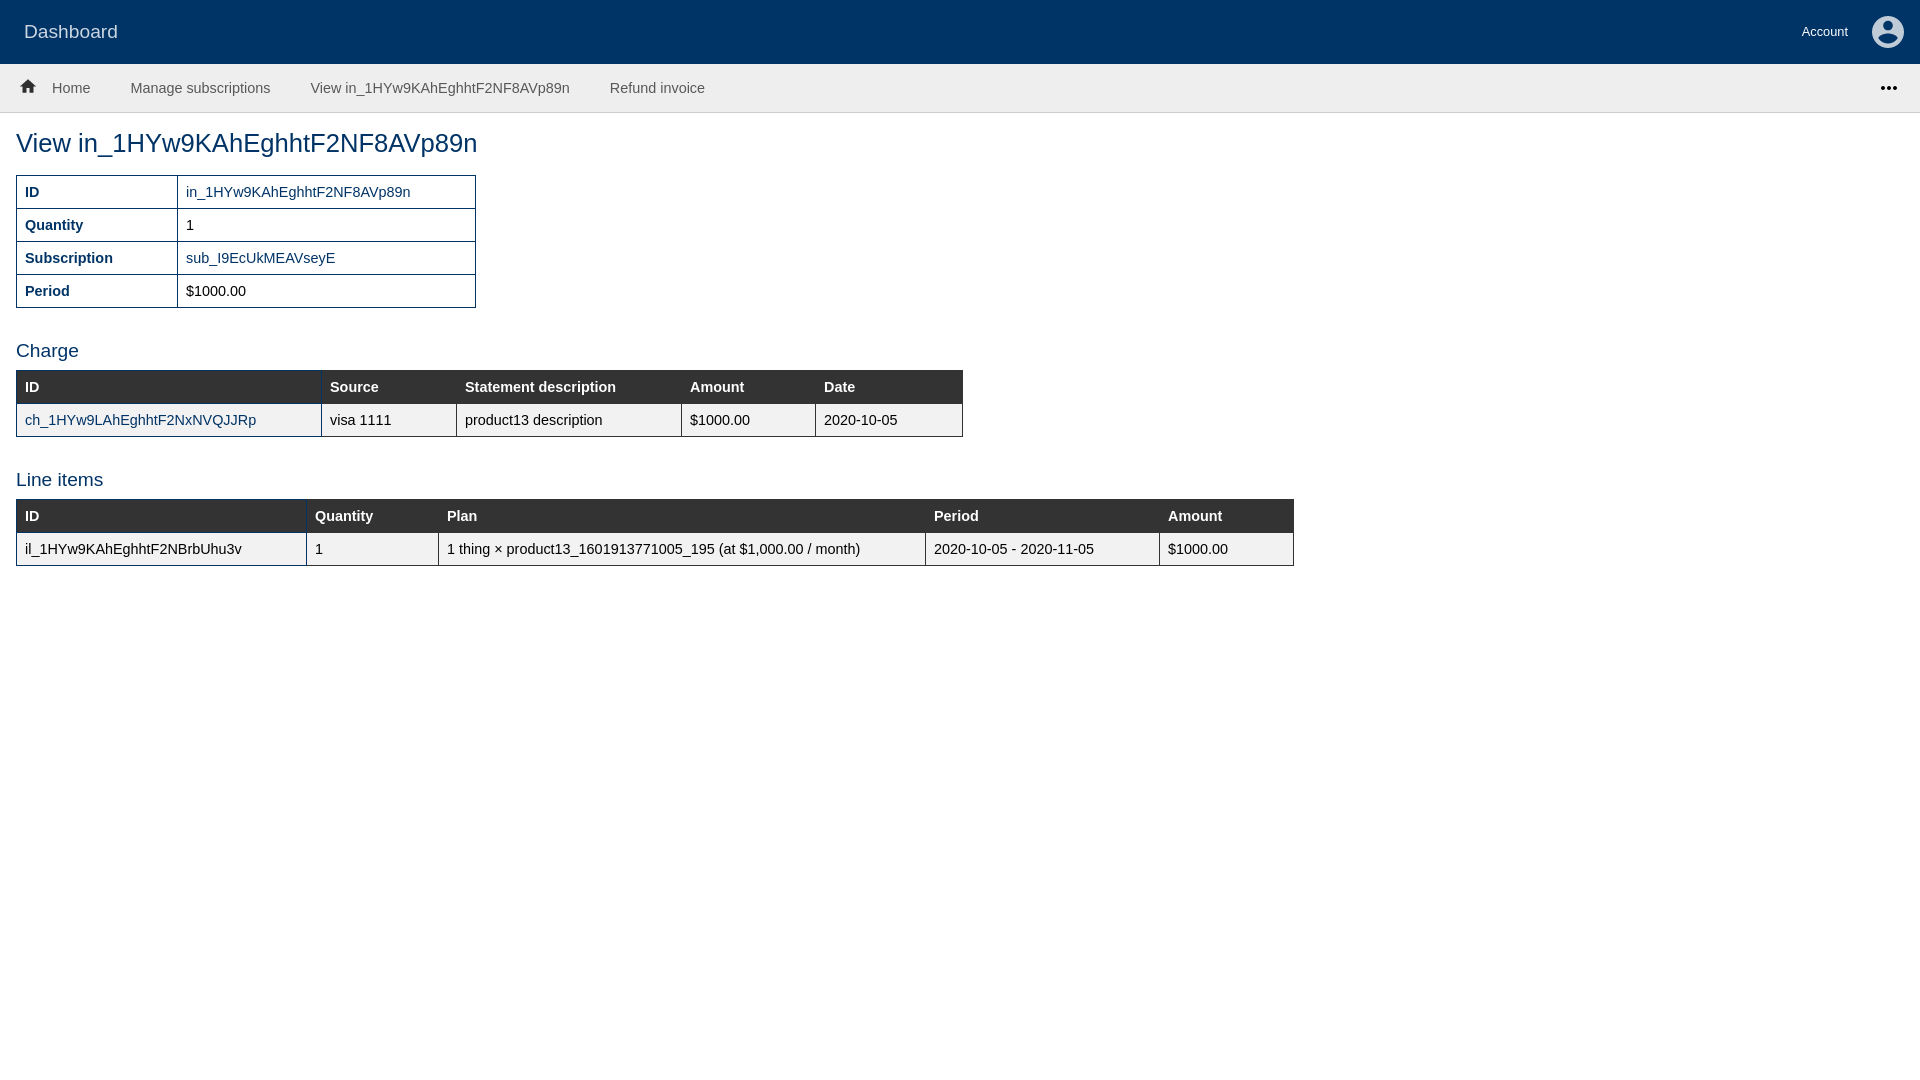 Dashboard
Account
Home Manage subscriptions View in_1HYw9KAhEghhtF2NF8AVp89n Refund invoice
View in_1HYw9KAhEghhtF2NF8AVp89n
ID in_1HYw9KAhEghhtF2NF8AVp89n
Quantity 1
Subscription sub_I9EcUkMEAVseyE
Period $1000.00
Charge
ID Source Statement description Amount Date
ch_1HYw9LAhEghhtF2NxNVQJJRp visa 1111 product13 description $1000.00 2020-10-05
Line items
ID Quantity Plan Period Amount
il_1HYw9KAhEghhtF2NBrbUhu3v 1 1 thing × product13_1601913771005_195 (at $1,000.00 / month) 2020-10-05 - 2020-11-05 $1000.00